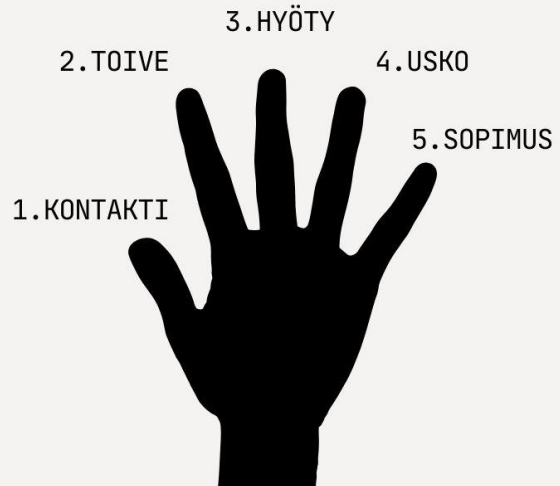 1.KONTAKTI
2.TOIVE
3.HYÖTY
4.USKO
5.SOPIMUS